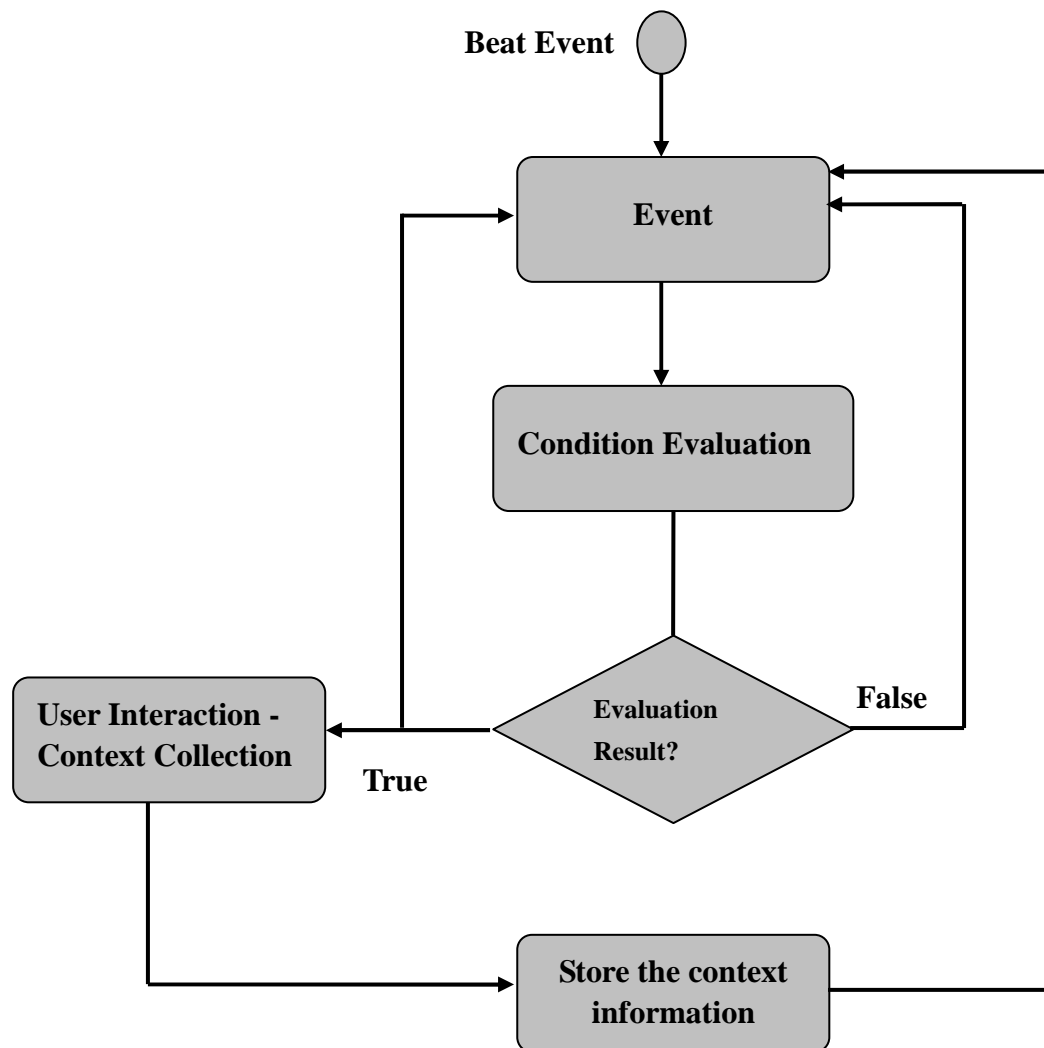 Beat Event
Event
Condition Evaluation
Evaluation
Result?
False
User Interaction -
Context Collection
True
Store the context
information